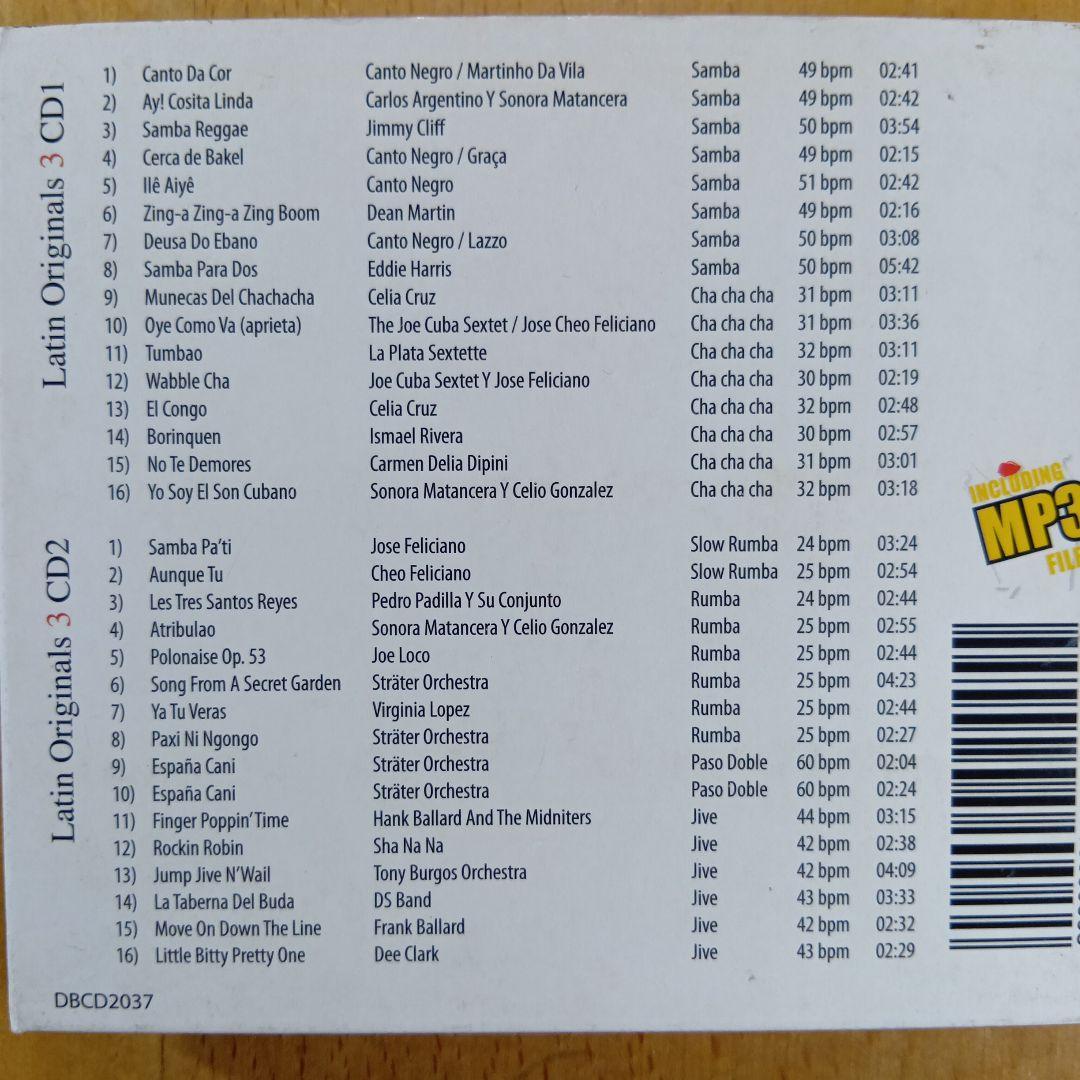 Latin Originals 3 CD1
1) Canto Da Cor Canto Negro / Martinho Da Vila Samba 49 bpm 02:41
2) Ay! Cosita Linda Carlos Argentino Y Sonora Matancera Samba 49 bpm 02:42
3) Samba Reggae Jimmy Cliff Samba 50 bpm 03:54
4) Cerca de Bakel Canto Negro / Graça Samba 49 bpm 02:15
5) Ilê Aiyê Canto Negro Samba 51 bpm 02:42
6) Zing-a Zing-a Zing Boom Dean Martin Samba 49 bpm 02:16
7) Deusa Do Ebano Canto Negro / Lazzo Samba 50 bpm 03:08
8) Samba Para Dos Eddie Harris Samba 50 bpm 05:42
9) Munecas Del Chachacha Celia Cruz Cha cha cha 31 bpm 03:11
10) Oye Como Va (aprieta) The Joe Cuba Sextet / Jose Cheo Feliciano Cha cha cha 31 bpm 03:36
11) Tumbao La Plata Sextette Cha cha cha 32 bpm 03:11
12) Wabble Cha Joe Cuba Sextet Y Jose Feliciano Cha cha cha 30 bpm 02:19
13) El Congo Celia Cruz Cha cha cha 32 bpm 02:48
14) Borinquen Ismael Rivera Cha cha cha 30 bpm 02:57
15) No Te Demores Carmen Delia Dipini Cha cha cha 31 bpm 03:01
16) Yo Soy El Son Cubano Sonora Matancera Y Celio Gonzalez Cha cha cha 32 bpm 03:18
INCLUDING
MP3
Latin Originals 3 CD2
1) Samba Pa'ti Jose Feliciano Slow Rumba 24 bpm 03:24
2) Aunque Tu Cheo Feliciano Slow Rumba 25 bpm 02:54
3) Les Tres Santos Reyes Pedro Padilla Y Su Conjunto Rumba 24 bpm 02:44
4) Atribulao Sonora Matancera Y Celio Gonzalez Rumba 25 bpm 02:55
5) Polonaise Op. 53 Joe Loco Rumba 25 bpm 02:44
6) Song From A Secret Garden Sträter Orchestra Rumba 25 bpm 04:23
7) Ya Tu Veras Virginia Lopez Rumba 25 bpm 02:44
8) Paxi Ni Ngongo Sträter Orchestra Rumba 25 bpm 02:27
9) España Cani Sträter Orchestra Paso Doble 60 bpm 02:04
10) España Cani Sträter Orchestra Paso Doble 60 bpm 02:24
11) Finger Poppin' Time Hank Ballard And The Midniters Jive 44 bpm 03:15
12) Rockin Robin Sha Na Na Jive 42 bpm 02:38
13) Jump Jive N'Wail Tony Burgos Orchestra Jive 42 bpm 04:09
14) La Taberna Del Buda DS Band Jive 43 bpm 03:33
15) Move On Down The Line Frank Ballard Jive 42 bpm 02:32
16) Little Bitty Pretty One Dee Clark Jive 43 bpm 02:29
DBCD2037